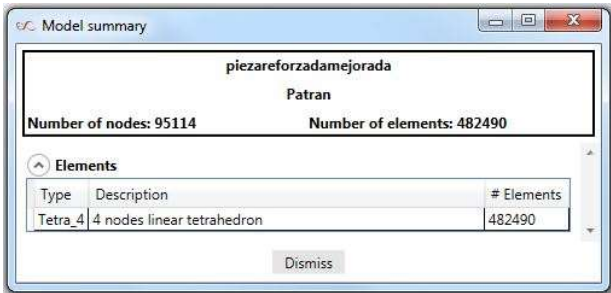 Model summary
piezareforzadamejorada
Patran
Number of nodes: 95114 Number of elements: 482490
Elements
Type Description # Elements
Tetra_4 4 nodes linear tetrahedron 482490
Dismiss